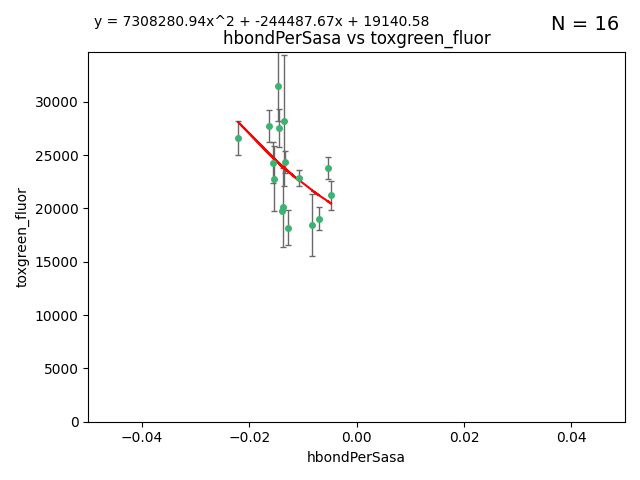 y = 7308280.94x^2 + -244487.67x + 19140.58
N = 16
hbondPerSasa vs toxgreen_fluor
30000
25000
20000
15000
10000
5000
0
toxgreen_fluor
−0.04
−0.02
0.00
0.02
0.04
hbondPerSasa